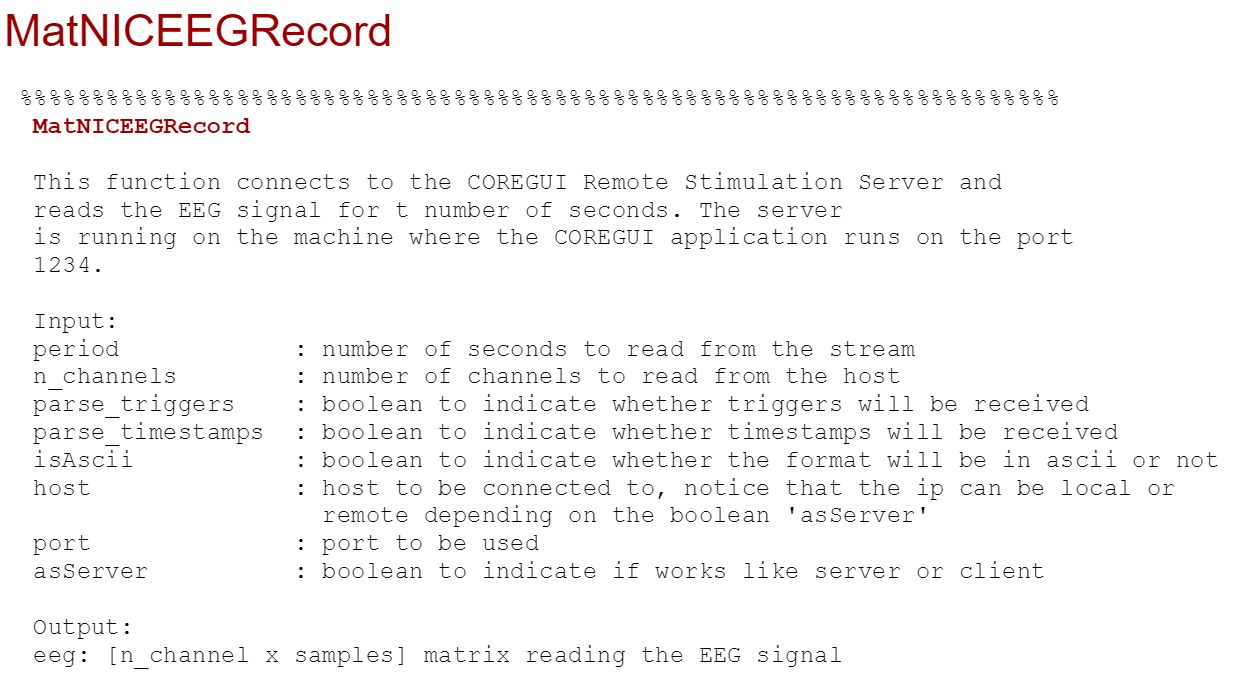 MatNICEEGRecord
%%%%%%%%%%%%%%%%%%%%%%%%%%%%%%%%%%%%%%%%%%%%%%%%%%%%%%%%%%%%%%%%%%%%%%%%%
MatNICEEGRecord
This function connects to the COREGUI Remote Stimulation Server and
reads the EEG signal for t number of seconds. The server
is running on the machine where the COREGUI application runs on the port
1234.
Input:
period : number of seconds to read from the stream
n_channels : number of channels to read from the host
parse_triggers : boolean to indicate whether triggers will be received
parse_timestamps : boolean to indicate whether timestamps will be received
isAscii : boolean to indicate whether the format will be in ascii or not
host : host to be connected to, notice that the ip can be local or
remote depending on the boolean 'asServer'
port : port to be used
asServer : boolean to indicate if works like server or client
Output:
eeg: [n_channel x samples] matrix reading the EEG signal